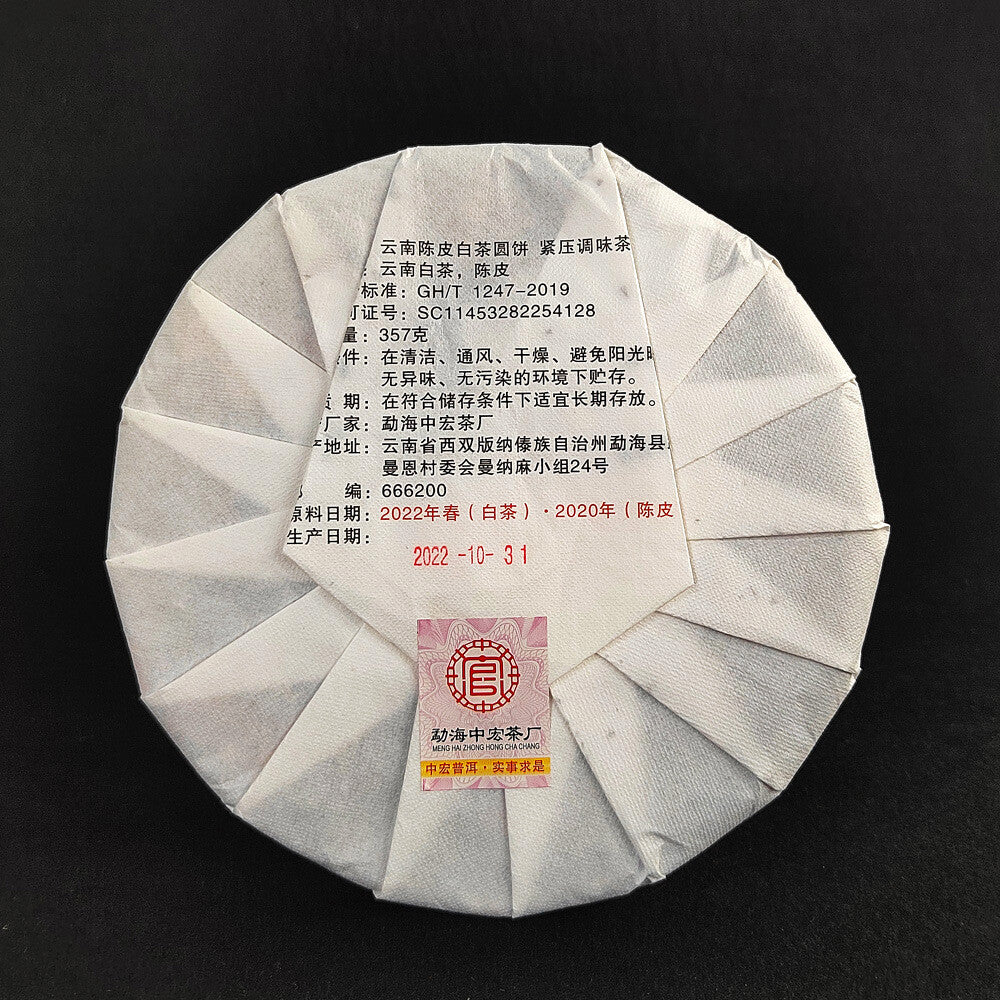 云南陈皮白茶圆饼 紧压调味茶
：云南白茶，陈皮
标准：GH/T 1247-2019
可证号：SC11453282254128
量：357克
条件：在清洁、通风、干燥、避免阳光
无异味、无污染的环境下贮存。
质 期：在符合储存条件下适宜长期存放。
厂家：勐海中宏茶厂
产地址：云南省西双版纳傣族自治州勐海县
曼恩村委会曼纳麻小组24号
编：666200
原料日期：2022年春（白茶）·2020年（陈皮
生产日期：
2022-10-31
勐海中宏茶厂
MENG HAI ZHONG HONG CHA CHANG
中宏普洱·实事求是